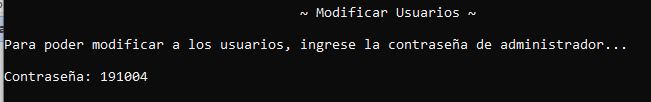 ~ Modificar Usuarios ~
Para poder modificar a los usuarios, ingrese la contraseña de administrador...
Contraseña: 191004